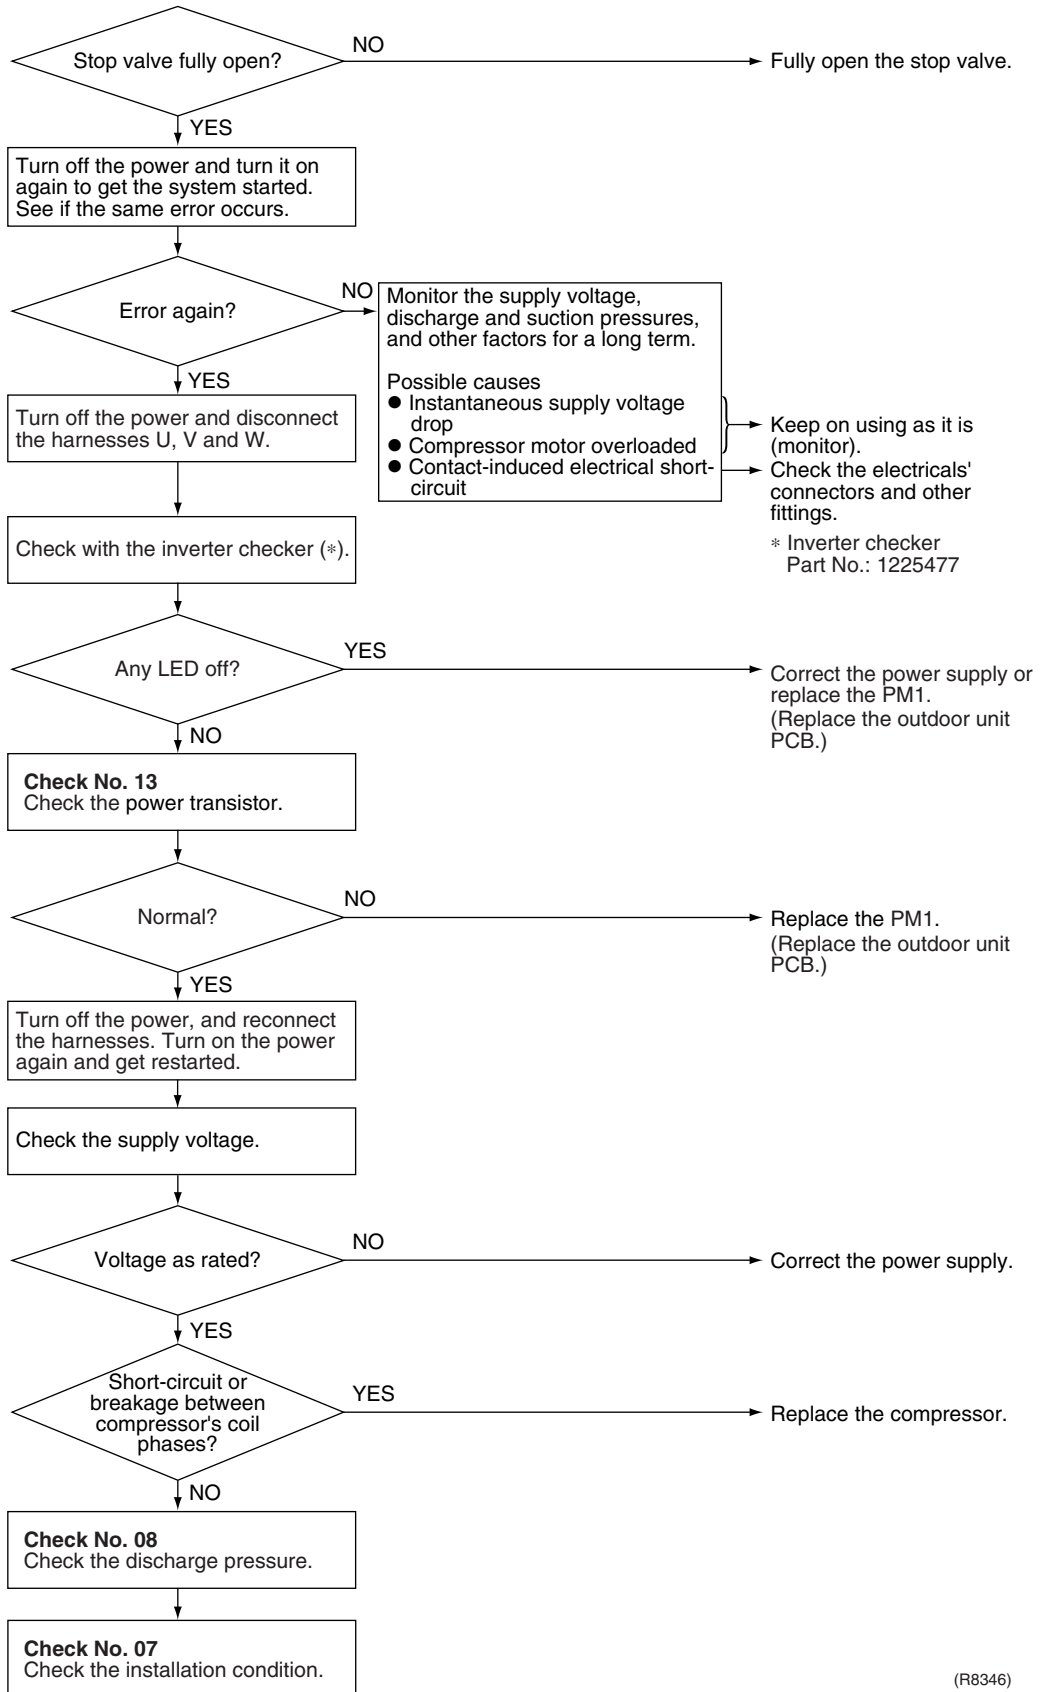 Stop valve fully open?
NO
Fully open the stop valve.
YES
Turn off the power and turn it on
again to get the system started.
See if the same error occurs.
Error again?
NO
Monitor the supply voltage,
discharge and suction pressures,
and other factors for a long term.
Possible causes
● Instantaneous supply voltage
drop
● Compressor motor overloaded
● Contact-induced electrical short-
circuit
Keep on using as it is
(monitor).
Check the electricals'
connectors and other
fittings.
* Inverter checker
Part No.: 1225477
YES
Turn off the power and disconnect
the harnesses U, V and W.
Check with the inverter checker (*).
Any LED off?
YES
Correct the power supply or
replace the PM1.
(Replace the outdoor unit
PCB.)
NO
Check No. 13
Check the power transistor.
Normal?
NO
Replace the PM1.
(Replace the outdoor unit
PCB.)
YES
Turn off the power, and reconnect
the harnesses. Turn on the power
again and get restarted.
Check the supply voltage.
Voltage as rated?
NO
Correct the power supply.
YES
Short-circuit or
breakage between
compressor's coil
phases?
YES
Replace the compressor.
NO
Check No. 08
Check the discharge pressure.
Check No. 07
Check the installation condition.
(R8346)